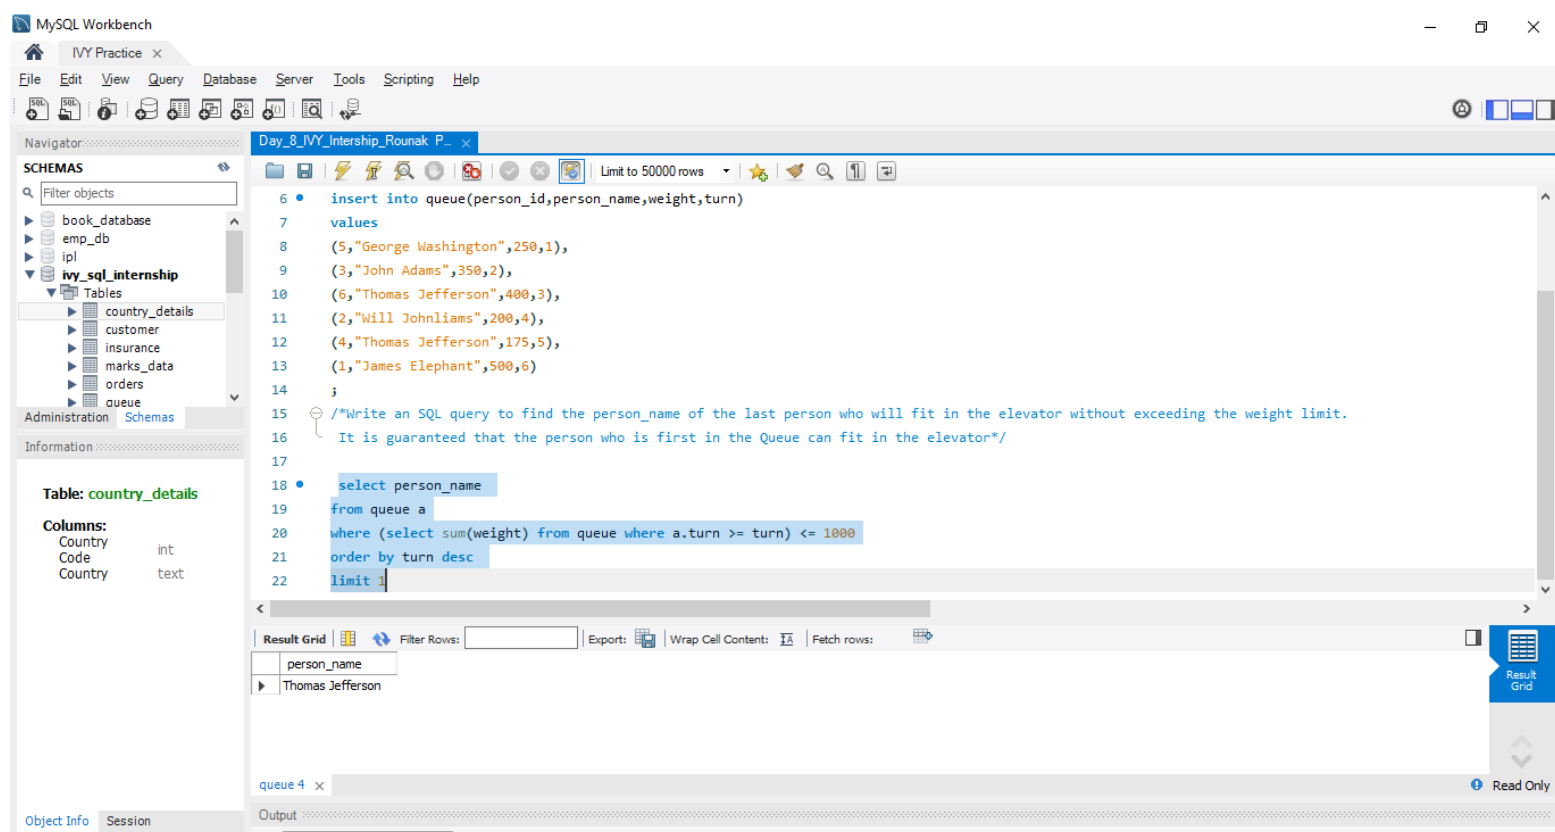 MySQL Workbench
IVY Practice
File Edit View Query Database Server Tools Scripting Help
Navigator
SCHEMAS
Filter objects
book_database
emp_db
ipl
ivy_sql_internship
Tables
country_details
customer
insurance
marks_data
orders
queue
Administration Schemas
Information
Table: country_details
Columns:
Country
Code int
Country text
Object Info Session
Day_8_IVY_Intership_Rounak P...
Limit to 50000 rows
6 insert into queue(person_id,person_name,weight,turn)
7 values
8 (5,"George Washington",250,1),
9 (3,"John Adams",350,2),
10 (6,"Thomas Jefferson",400,3),
11 (2,"Will Johnliams",200,4),
12 (4,"Thomas Jefferson",175,5),
13 (1,"James Elephant",500,6)
14 ;
15 /*Write an SQL query to find the person_name of the last person who will fit in the elevator without exceeding the weight limit.
16 It is guaranteed that the person who is first in the Queue can fit in the elevator*/
17
18 select person_name
19 from queue a
20 where (select sum(weight) from queue where a.turn >= turn) <= 1000
21 order by turn desc
22 limit 1
Result Grid Filter Rows: Export: Wrap Cell Content: Fetch rows:
person_name
Thomas Jefferson
Result
Grid
queue 4
Read Only
Output